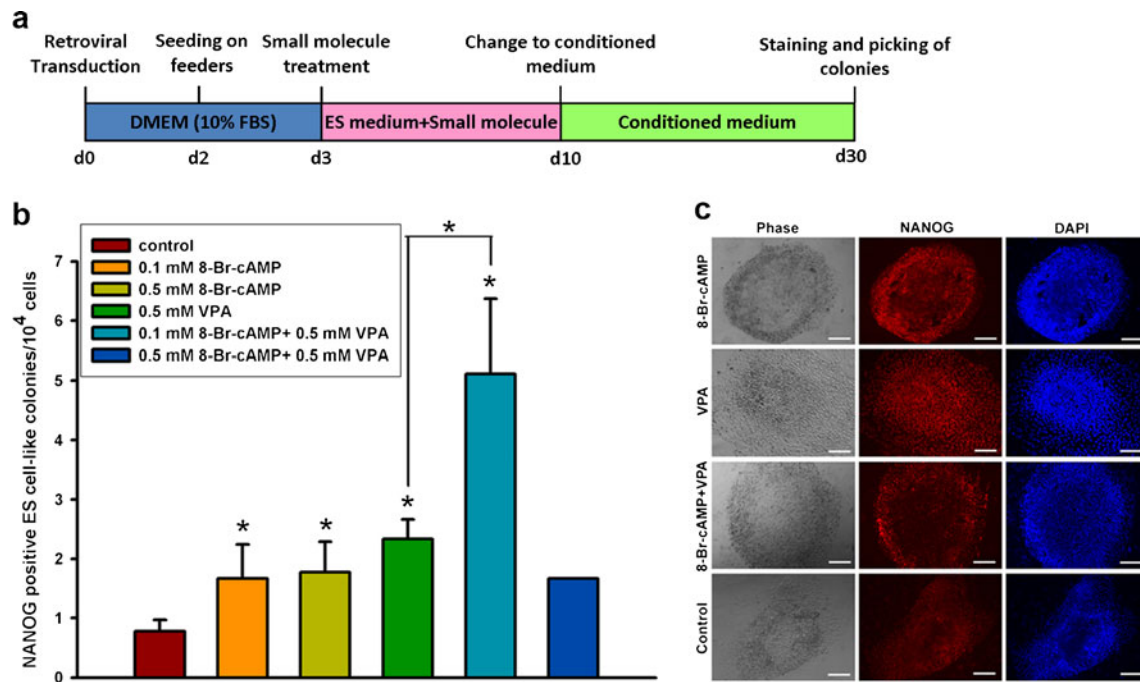 a
Retroviral
Transduction
Seeding on
feeders
Small molecule
treatment
Change to conditioned
medium
Staining and picking of
colonies
DMEM (10% FBS)
ES medium+Small molecule
Conditioned medium
d0
d2
d3
d10
d30
b
NANOG positive ES cell-like colonies/10⁴ cells
7
6
5
4
3
2
1
0
control
0.1 mM 8-Br-cAMP
0.5 mM 8-Br-cAMP
0.5 mM VPA
0.1 mM 8-Br-cAMP+ 0.5 mM VPA
0.5 mM 8-Br-cAMP+ 0.5 mM VPA
*
*
*
*
*
c
Phase
NANOG
DAPI
8-Br-cAMP
VPA
8-Br-cAMP+VPA
Control